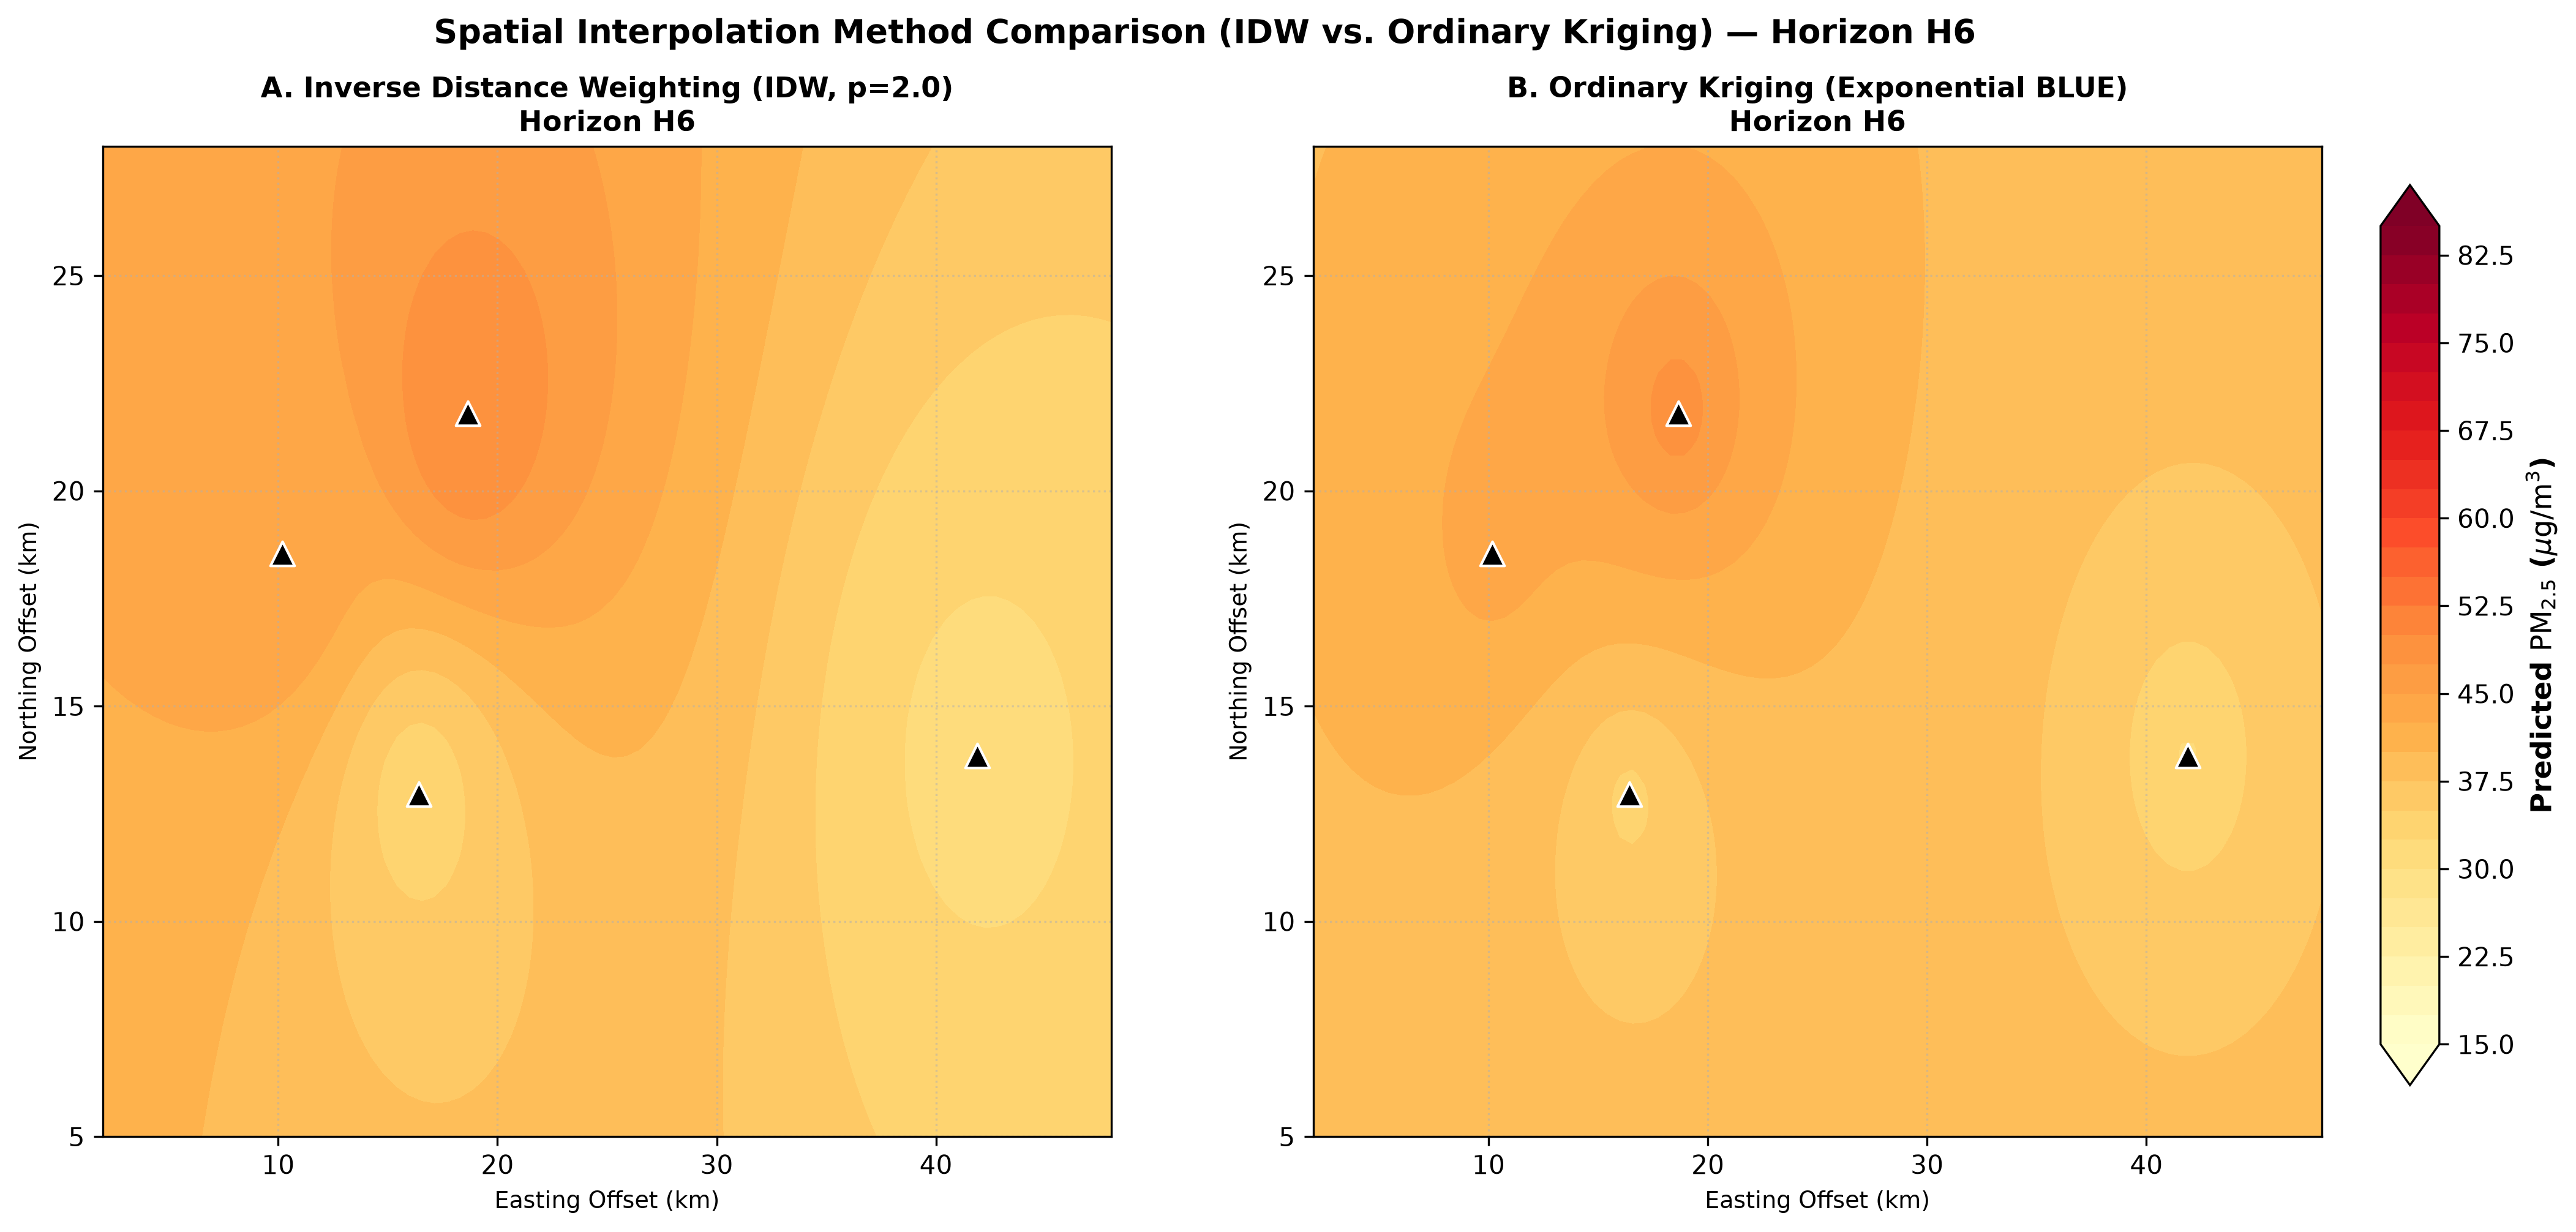 Spatial Interpolation Method Comparison (IDW vs. Ordinary Kriging) — Horizon H6
A. Inverse Distance Weighting (IDW, p=2.0)
Horizon H6
25
20
15
10
5
10 20 30 40
Northing Offset (km)
Easting Offset (km)
B. Ordinary Kriging (Exponential BLUE)
Horizon H6
25
20
15
10
5
10 20 30 40
Northing Offset (km)
Easting Offset (km)
82.5
75.0
67.5
60.0
52.5
45.0
37.5
30.0
22.5
15.0
Predicted PM₂.₅ (μg/m³)